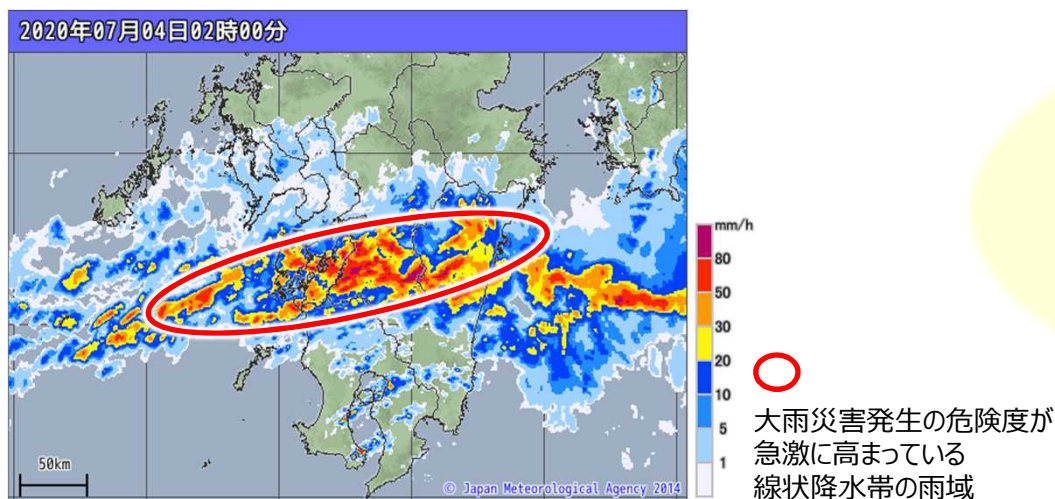 2020年07月04日02時00分
mm/h
80
50
30
20
10
5
1
50km
© Japan Meteorological Agency 2014
大雨災害発生の危険度が
急激に高まっている
線状降水帯の雨域